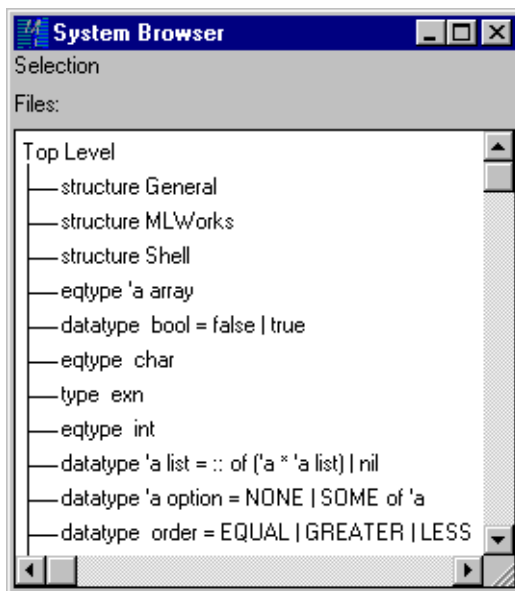 System Browser
Selection
Files:
Top Level
structure General
structure MLWorks
structure Shell
eqtype 'a array
datatype  bool = false | true
eqtype  char
type  exn
eqtype  int
datatype 'a list = :: of ('a * 'a list) | nil
datatype 'a option = NONE | SOME of 'a
datatype  order = EQUAL | GREATER | LESS